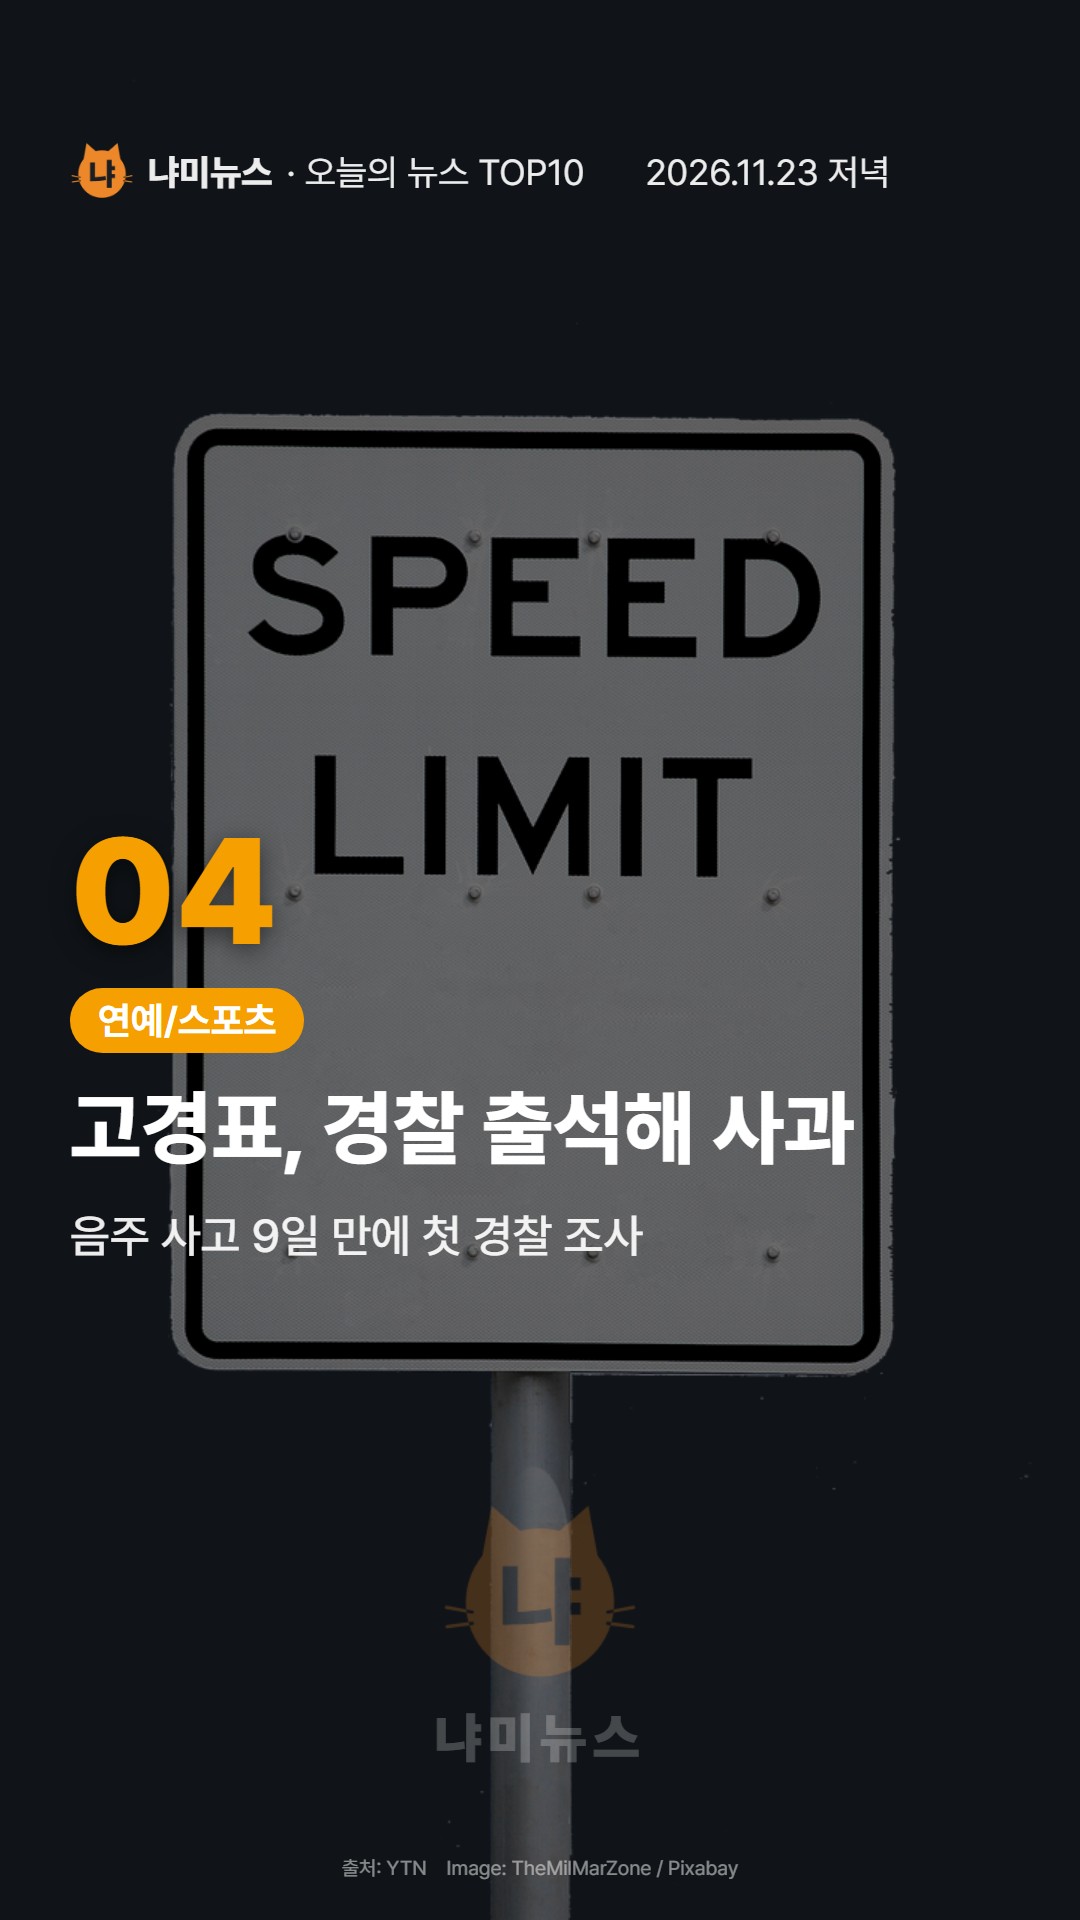 냐 냐미뉴스 · 오늘의 뉴스 TOP10 2026.11.23 저녁
SPEED
LIMIT
04
연예/스포츠
고경표, 경찰 출석해 사과
음주 사고 9일 만에 첫 경찰 조사
냐
냐미뉴스
출처: YTN Image: TheMilMarZone / Pixabay